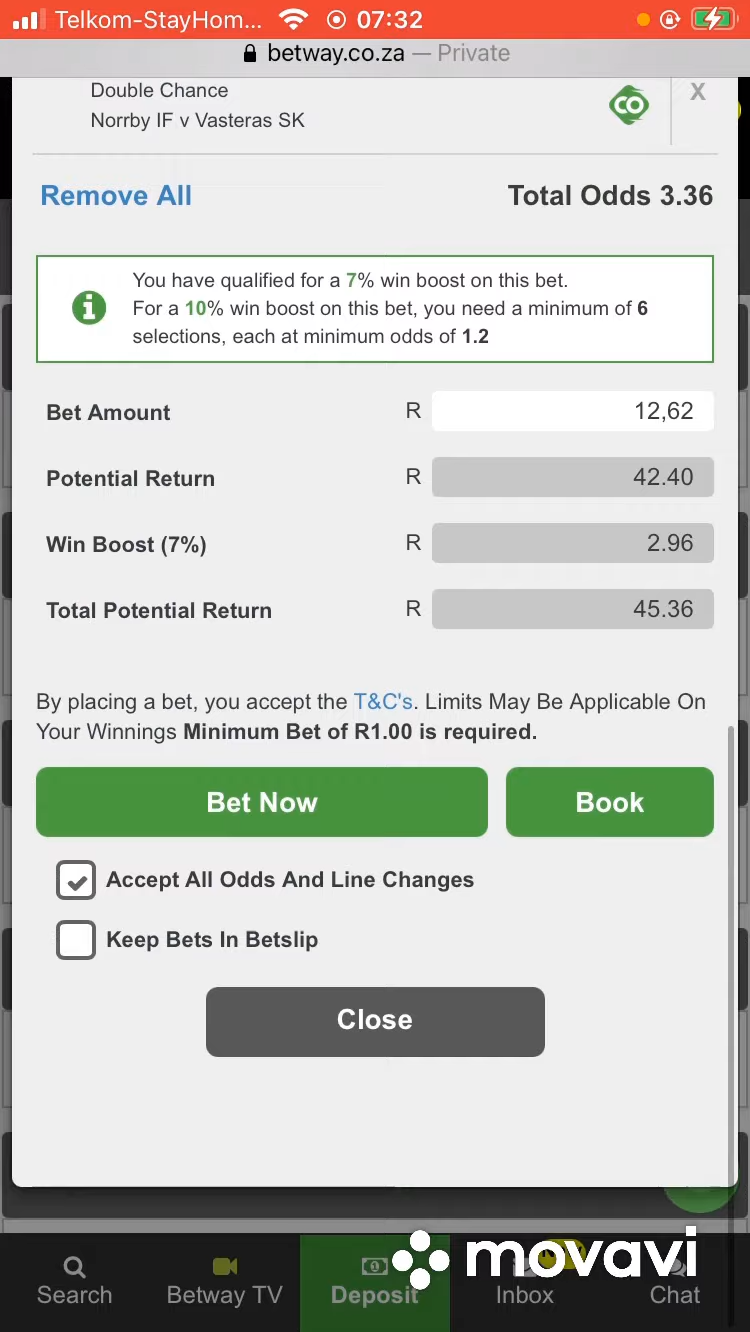 Telkom-StayHom... 07:32
betway.co.za — Private
Double Chance
CO
X
Norrby IF v Vasteras SK
Remove All
Total Odds 3.36
You have qualified for a 7% win boost on this bet.
For a 10% win boost on this bet, you need a minimum of 6
selections, each at minimum odds of 1.2
Bet Amount R 12,62
Potential Return R 42.40
Win Boost (7%) R 2.96
Total Potential Return R 45.36
By placing a bet, you accept the T&C's. Limits May Be Applicable On
Your Winnings Minimum Bet of R1.00 is required.
Bet Now
Book
Accept All Odds And Line Changes
Keep Bets In Betslip
Close
movavi
Search
Betway TV
Deposit
Inbox
Chat